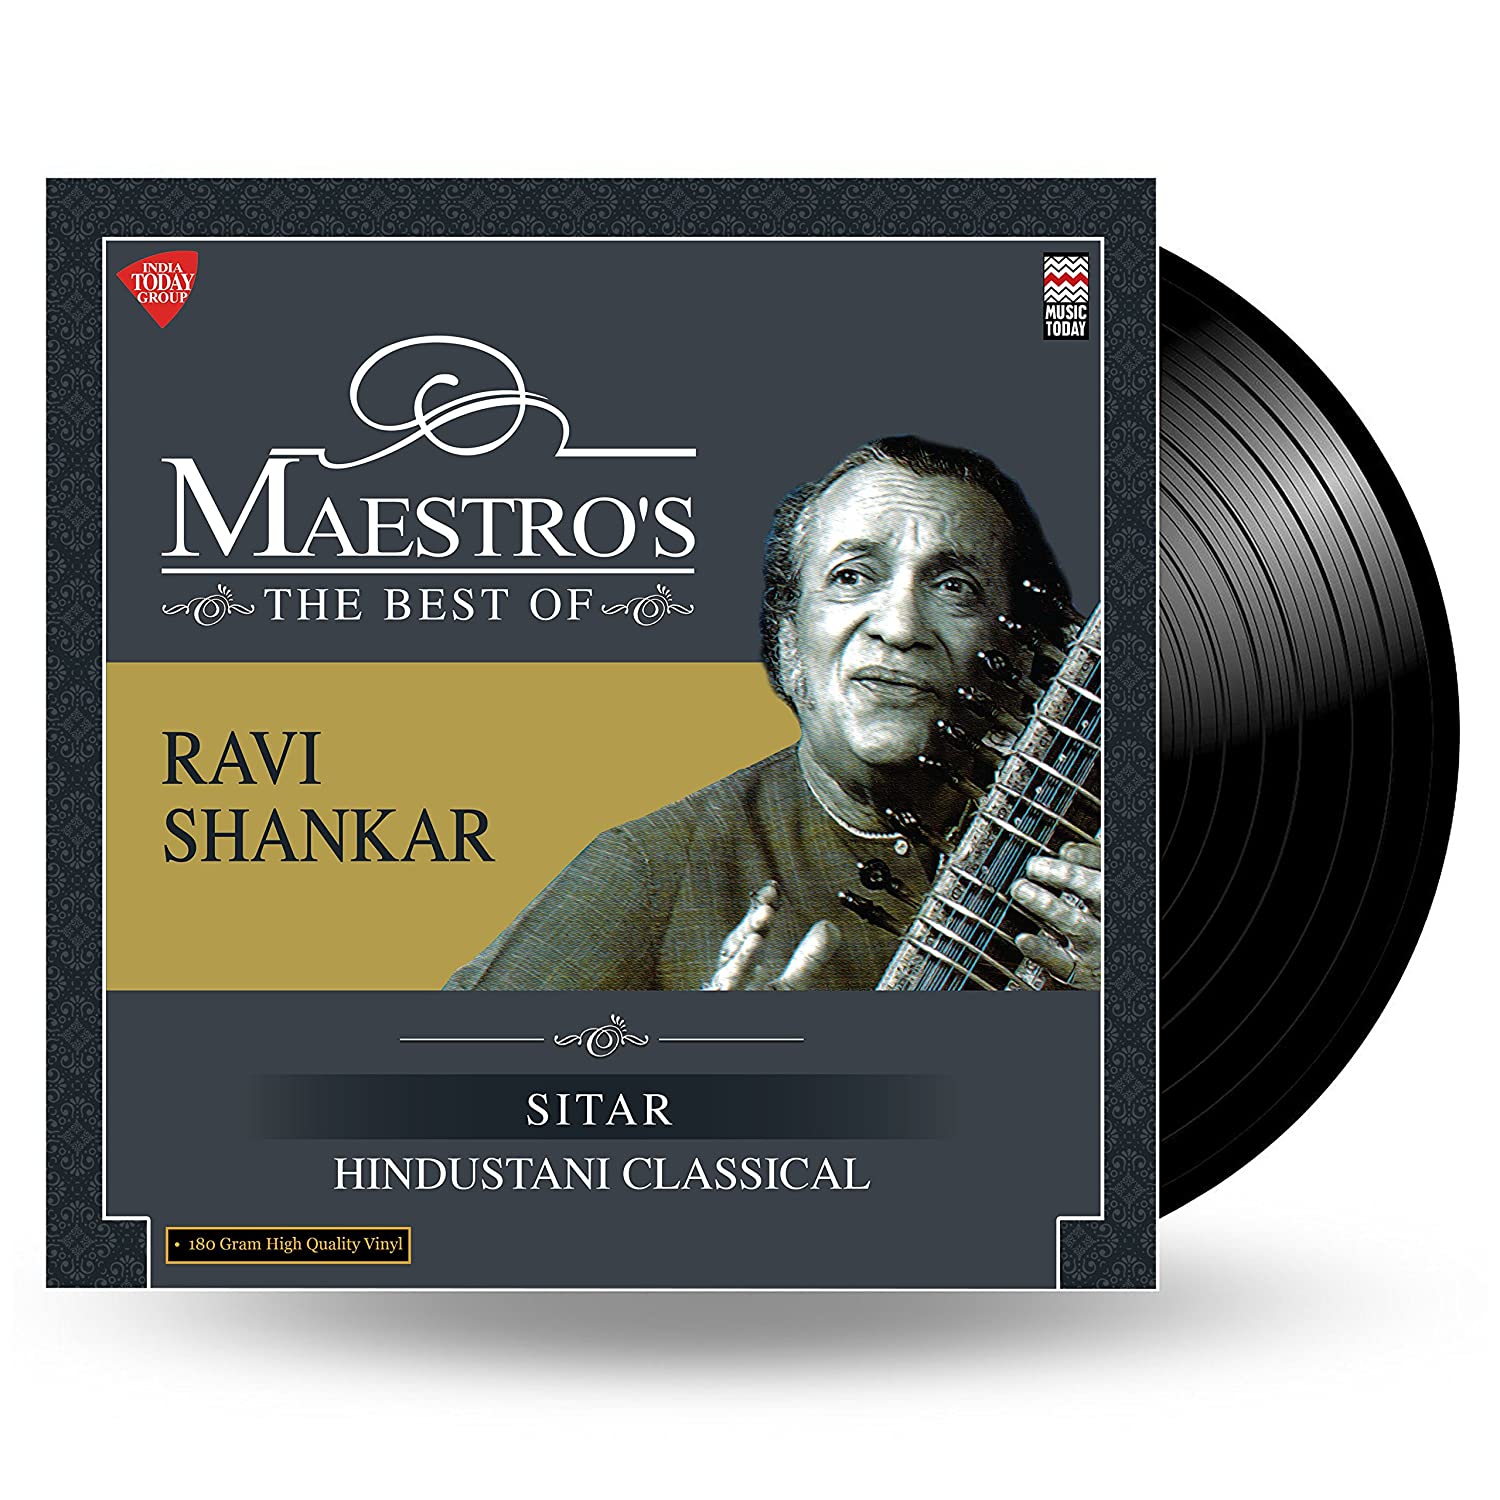 INDIA
TODAY
GROUP
MUSIC
TODAY
MAESTRO'S
THE BEST OF
RAVI
SHANKAR
SITAR
HINDUSTANI CLASSICAL
• 180 Gram High Quality Vinyl